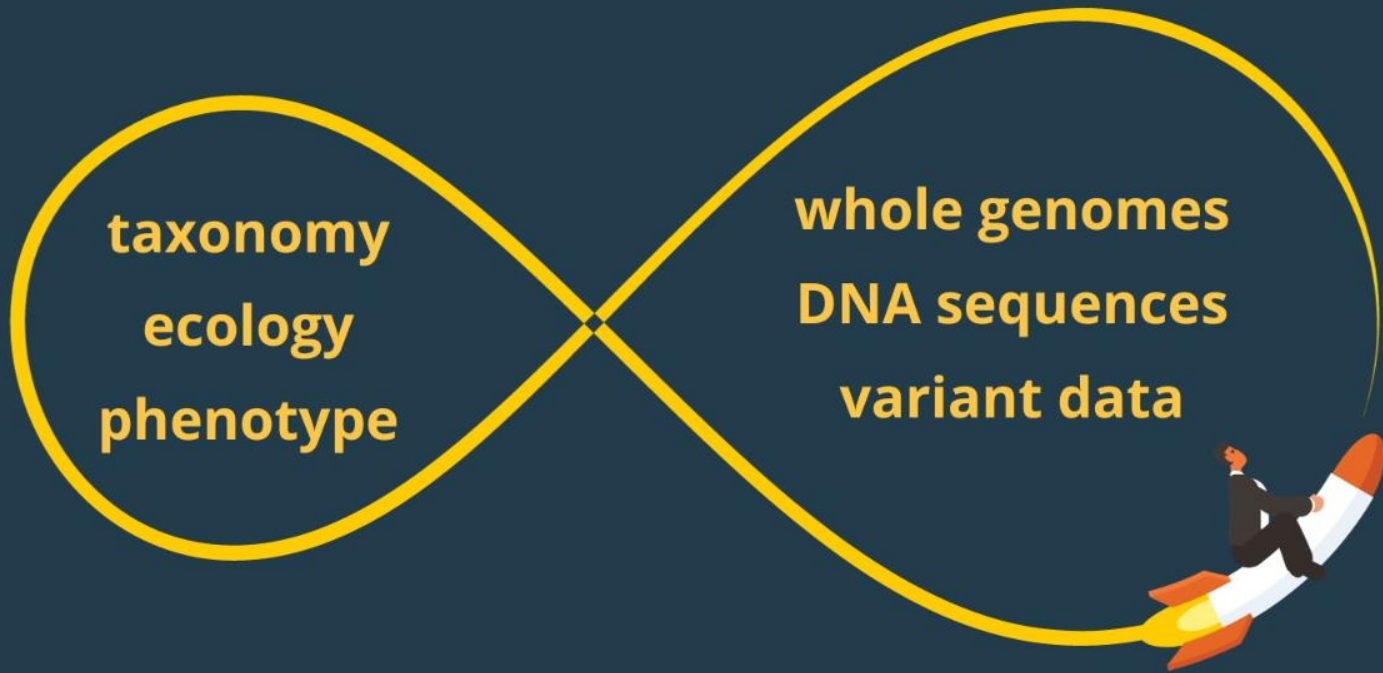 taxonomy
ecology
phenotype
whole genomes
DNA sequences
variant data